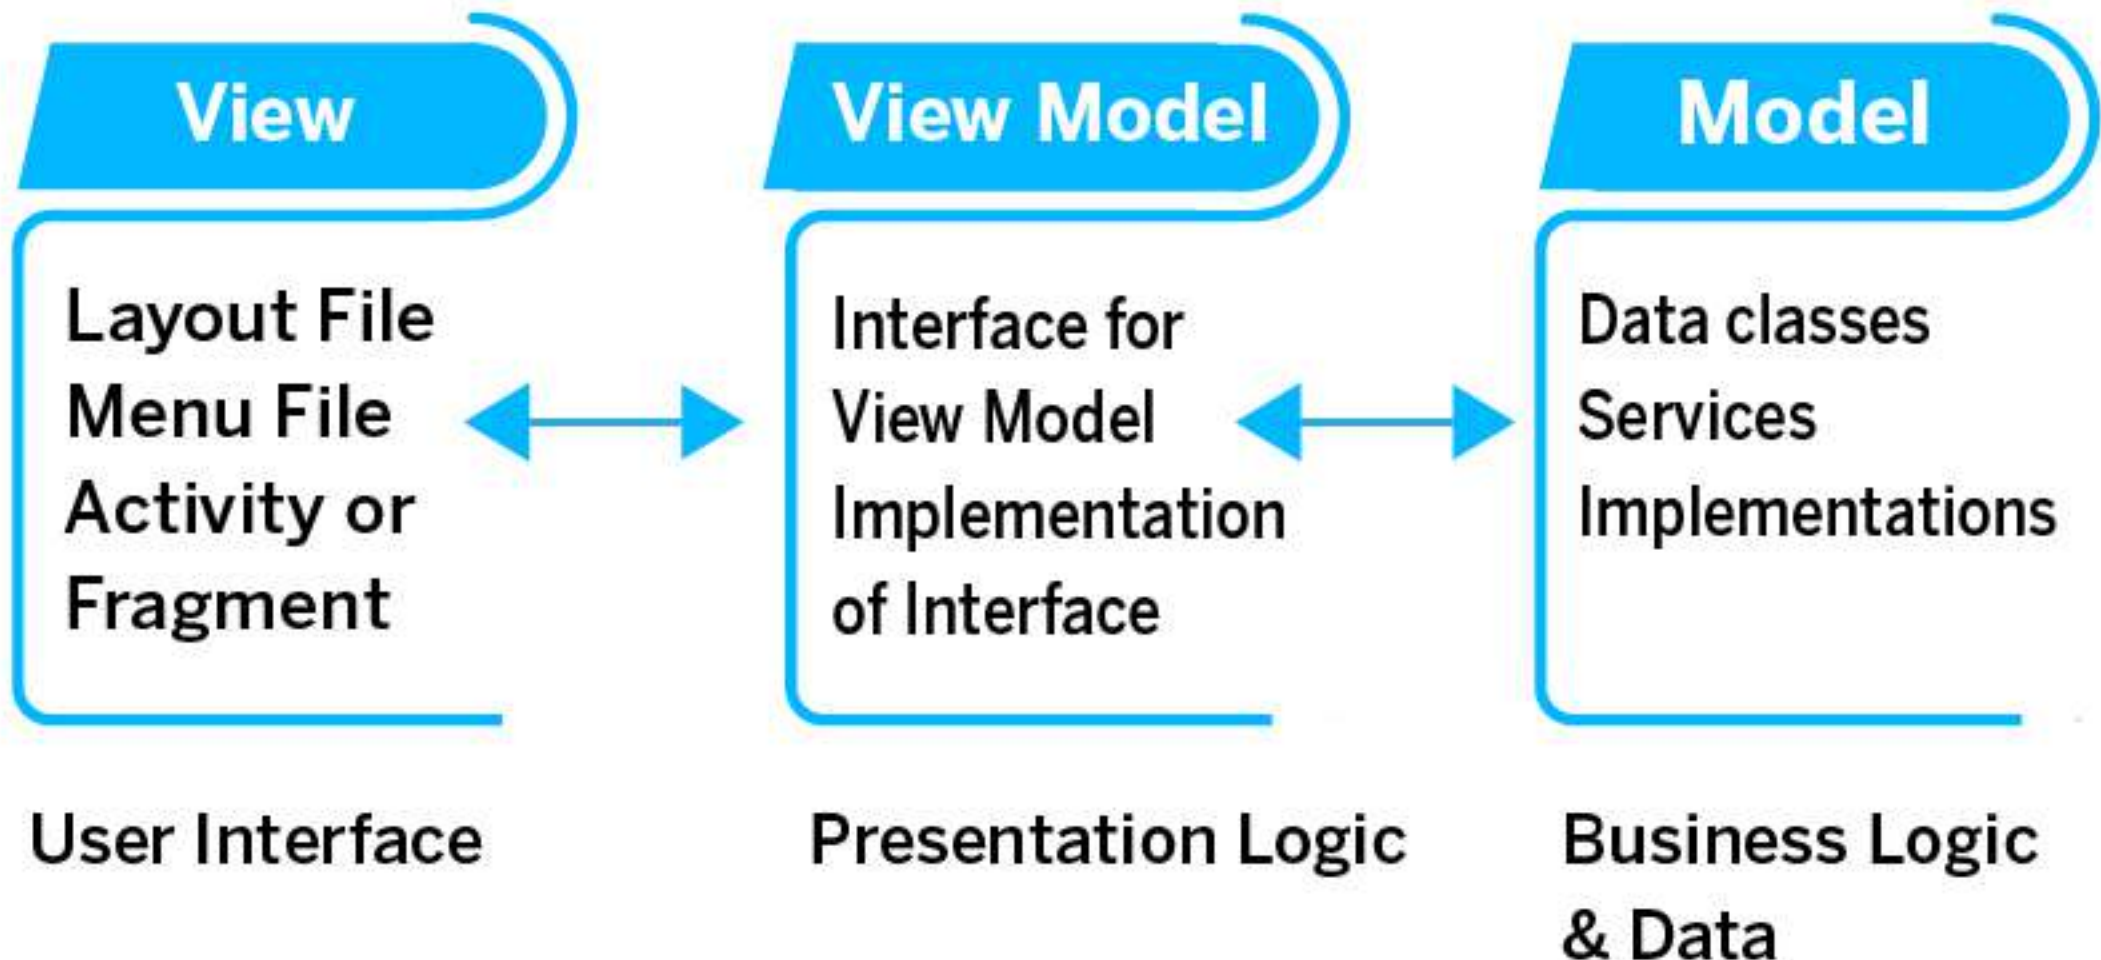 View
Layout File
Menu File
Activity or
Fragment
User Interface
View Model
Interface for
View Model
Implementation
of Interface
Presentation Logic
Model
Data classes
Services
Implementations
Business Logic
& Data